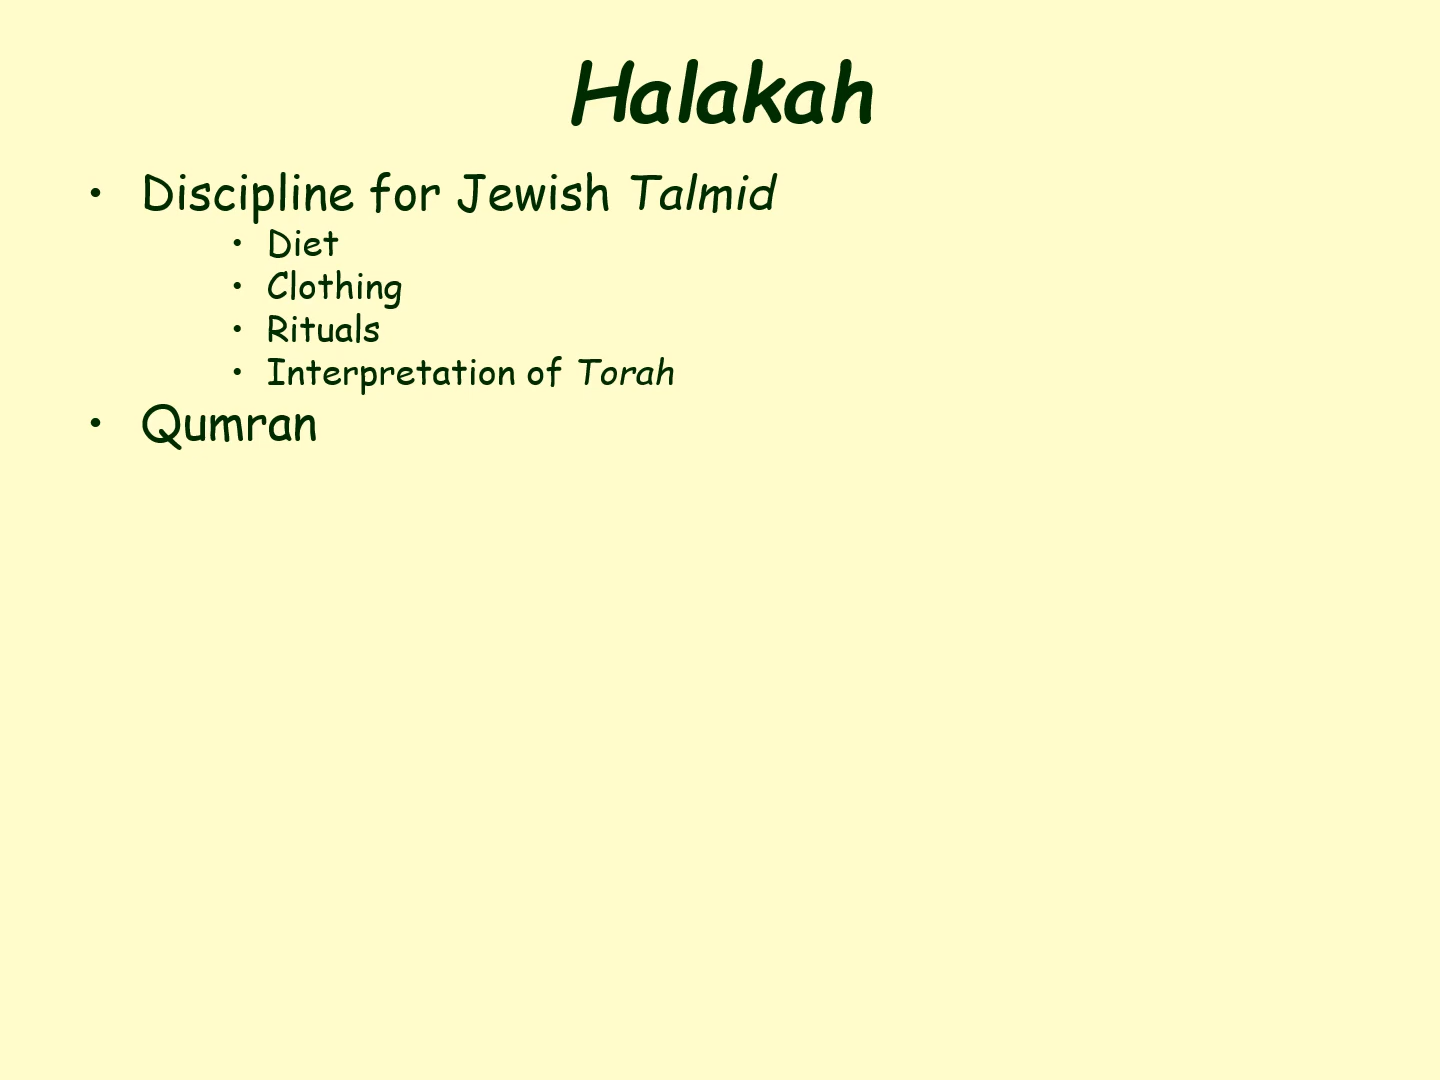 Halakah
• Discipline for Jewish Talmid
• Diet
• Clothing
• Rituals
• Interpretation of Torah
• Qumran